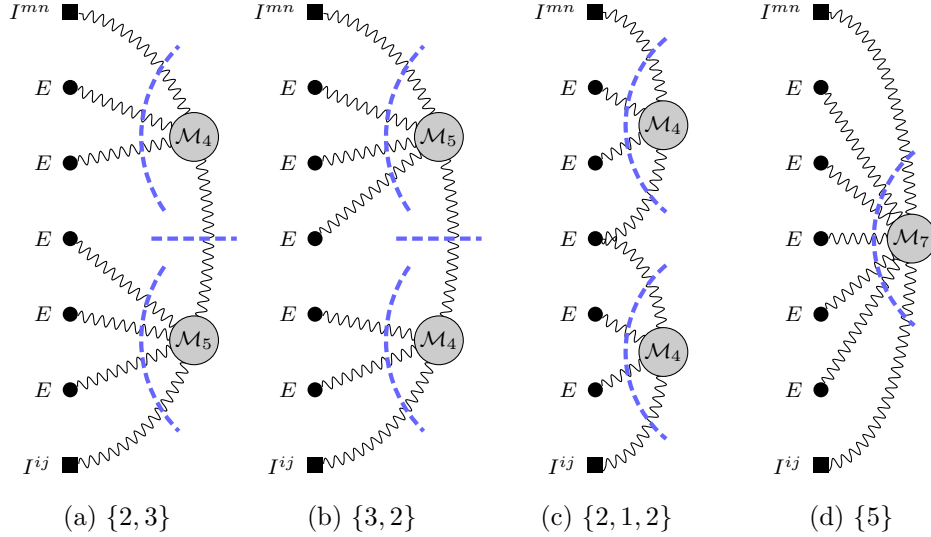 I^{mn} I^{mn} I^{mn} I^{mn}
E E E E
M_4 M_5 M_4
E E E E
E E E E M_7
E E E E
M_5 M_4 M_4
E E E E
I^{ij} I^{ij} I^{ij} I^{ij}
(a) {2, 3} (b) {3, 2} (c) {2, 1, 2} (d) {5}